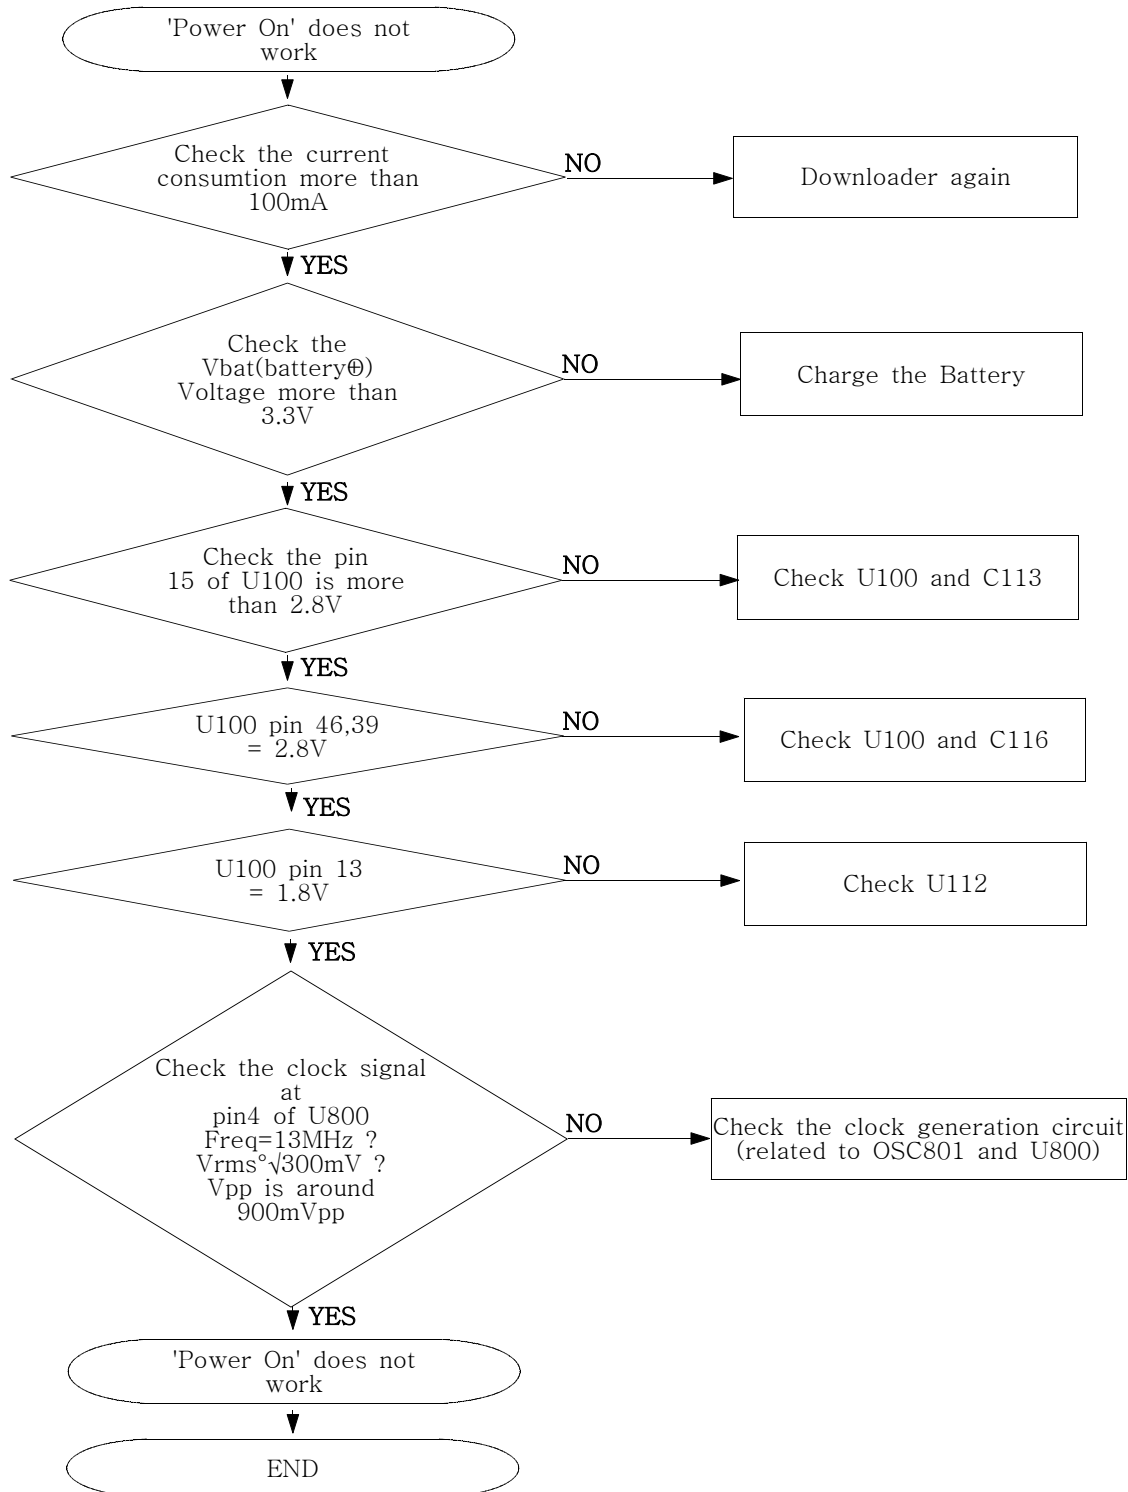 'Power On' does not
work
Check the current
consumtion more than
100mA
NO
Downloader again
YES
Check the
Vbat(battery⊕)
Voltage more than
3.3V
NO
Charge the Battery
YES
Check the pin
15 of U100 is more
than 2.8V
NO
Check U100 and C113
YES
U100 pin 46,39
= 2.8V
NO
Check U100 and C116
YES
U100 pin 13
= 1.8V
NO
Check U112
YES
Check the clock signal
at
pin4 of U800
Freq=13MHz ?
Vrms°√300mV ?
Vpp is around
900mVpp
NO
Check the clock generation circuit
(related to OSC801 and U800)
YES
'Power On' does not
work
END